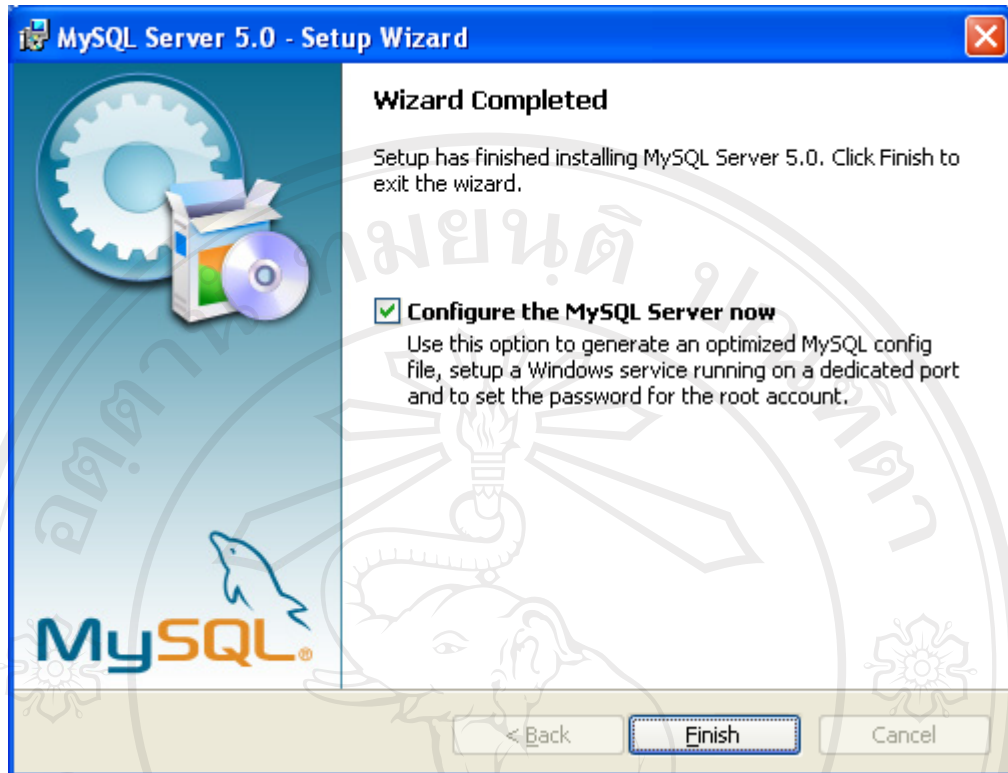 MySQL Server 5.0 - Setup Wizard
Wizard Completed
Setup has finished installing MySQL Server 5.0. Click Finish to
exit the wizard.
Configure the MySQL Server now
Use this option to generate an optimized MySQL config
file, setup a Windows service running on a dedicated port
and to set the password for the root account.
MySQL®
< Back
Finish
Cancel